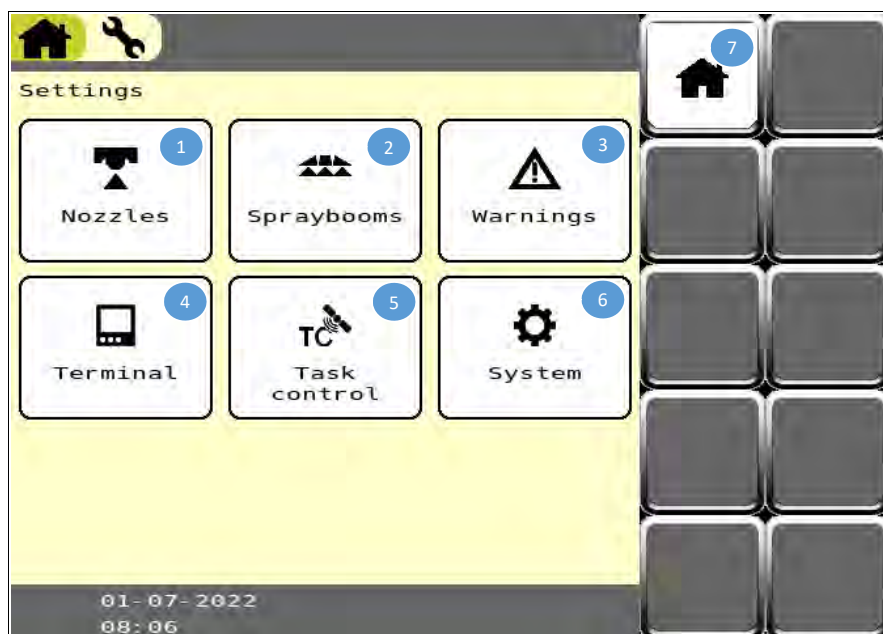 7
Settings
1
2
3
Nozzles
Spraybooms
Warnings
4
5
6
TC
Terminal
Task
control
System
01-07-2022
08:06